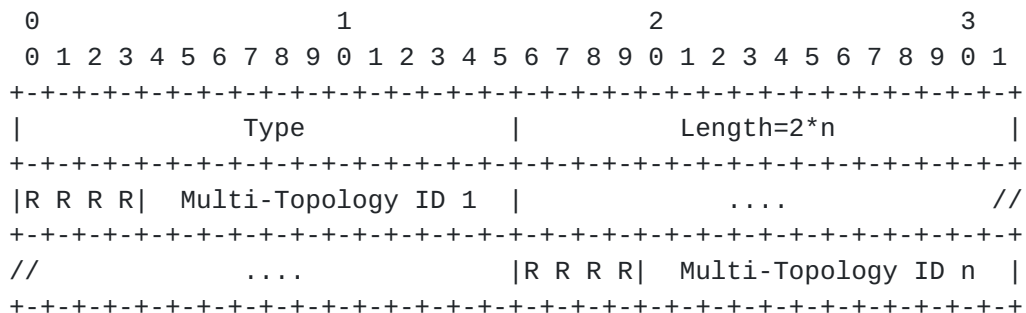 0                   1                   2                   3
 0 1 2 3 4 5 6 7 8 9 0 1 2 3 4 5 6 7 8 9 0 1 2 3 4 5 6 7 8 9 0 1
+-+-+-+-+-+-+-+-+-+-+-+-+-+-+-+-+-+-+-+-+-+-+-+-+-+-+-+-+-+-+-+-+
|              Type             |          Length=2*n           |
+-+-+-+-+-+-+-+-+-+-+-+-+-+-+-+-+-+-+-+-+-+-+-+-+-+-+-+-+-+-+-+-+
|R R R R|  Multi-Topology ID 1  |             ....             //
+-+-+-+-+-+-+-+-+-+-+-+-+-+-+-+-+-+-+-+-+-+-+-+-+-+-+-+-+-+-+-+-+
//             ....             |R R R R|  Multi-Topology ID n  |
+-+-+-+-+-+-+-+-+-+-+-+-+-+-+-+-+-+-+-+-+-+-+-+-+-+-+-+-+-+-+-+-+